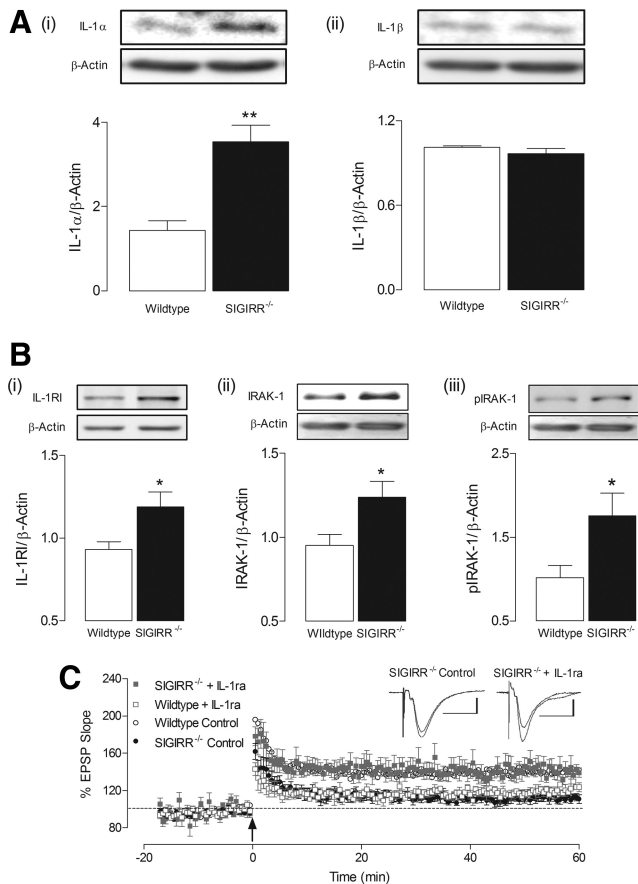 A
(i)
IL-1α
β-Actin
IL-1α/β-Actin
4
2
0
**
Wildtype
SIGIRR-/-
(ii)
IL-1β
β-Actin
IL-1β/β-Actin
1.2
0.6
0.0
Wildtype
SIGIRR-/-
B
(i)
IL-1RI
β-Actin
IL-1RI/β-Actin
1.5
1.0
0.5
*
Wildtype
SIGIRR-/-
(ii)
IRAK-1
β-Actin
IRAK-1/β-Actin
1.5
1.0
0.5
*
Wildtype
SIGIRR-/-
(iii)
pIRAK-1
β-Actin
pIRAK-1/β-Actin
2.5
1.5
0.5
*
Wildtype
SIGIRR-/-
C
% EPSP Slope
240
200
160
120
80
SIGIRR-/- + IL-1ra
Wildtype + IL-1ra
Wildtype Control
SIGIRR-/- Control
SIGIRR-/- Control
SIGIRR-/- + IL-1ra
-20
0
20
40
60
Time (min)